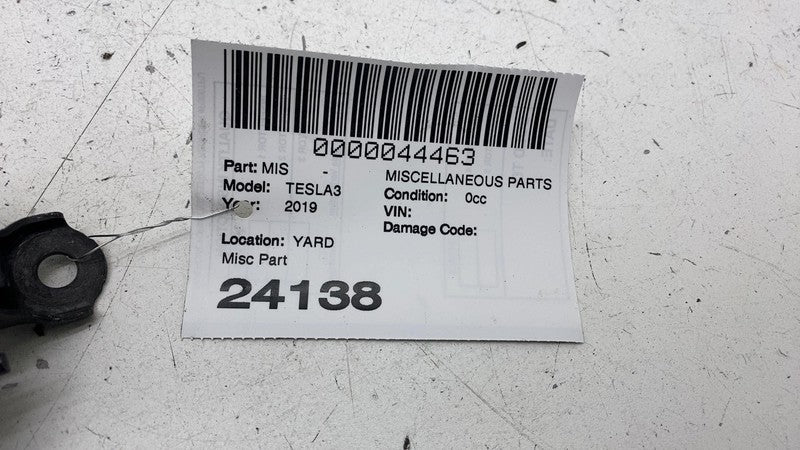 0000044463
Part: MIS - MISCELLANEOUS PARTS
Model: TESLA3 Condition: 0cc
Year: 2019 VIN:
Damage Code:
Location: YARD
Misc Part
24138